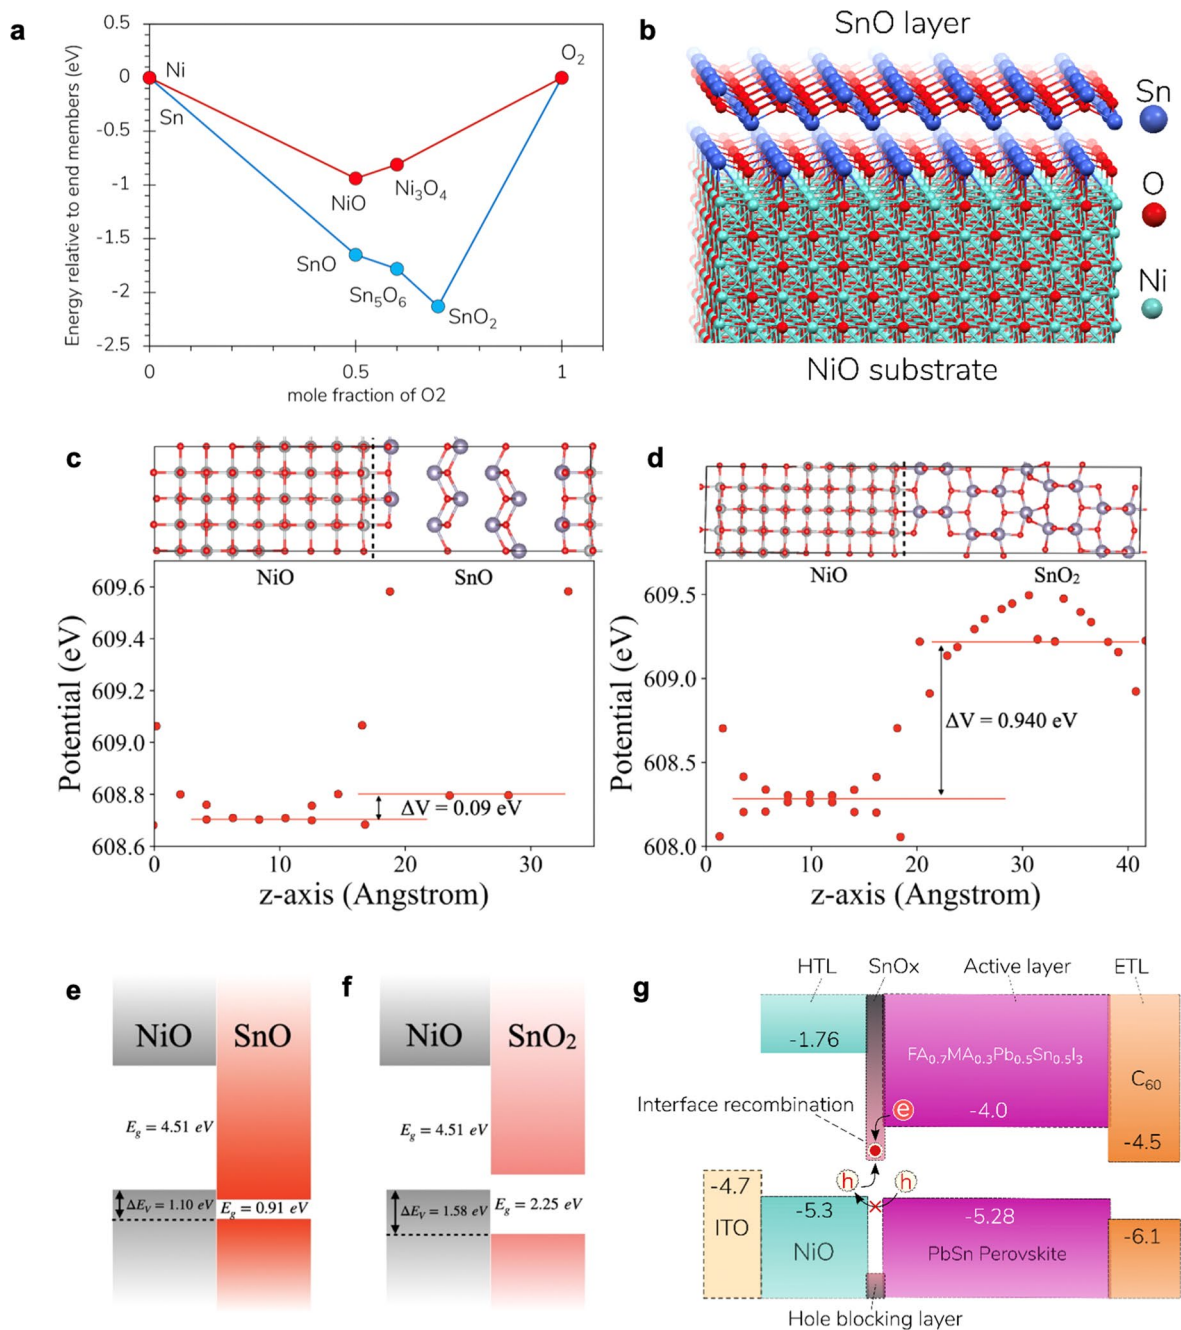 a
Energy relative to end members (eV)
0.5
0
-0.5
-1
-1.5
-2
-2.5
Ni
Sn
O₂
NiO
Ni₃O₄
SnO
Sn₅O₆
SnO₂
0
0.5
1
mole fraction of O2
b
SnO layer
Sn
O
Ni
NiO substrate
c
NiO
SnO
Potential (eV)
609.6
609.4
609.2
609.0
608.8
608.6
ΔV = 0.09 eV
0
10
20
30
z-axis (Angstrom)
d
NiO
SnO₂
Potential (eV)
609.5
609.0
608.5
608.0
ΔV = 0.940 eV
0
10
20
30
40
z-axis (Angstrom)
e
NiO
SnO
E_g = 4.51 eV
ΔE_V = 1.10 eV
E_g = 0.91 eV
f
NiO
SnO₂
E_g = 4.51 eV
ΔE_V = 1.58 eV
E_g = 2.25 eV
g
HTL
SnOx
Active layer
ETL
-1.76
FA₀.₇MA₀.₃Pb₀.₅Sn₀.₅I₃
C₆₀
Interface recombination
e
-4.0
-4.5
h
h
-4.7
-5.3
-5.28
-6.1
ITO
NiO
PbSn Perovskite
Hole blocking layer